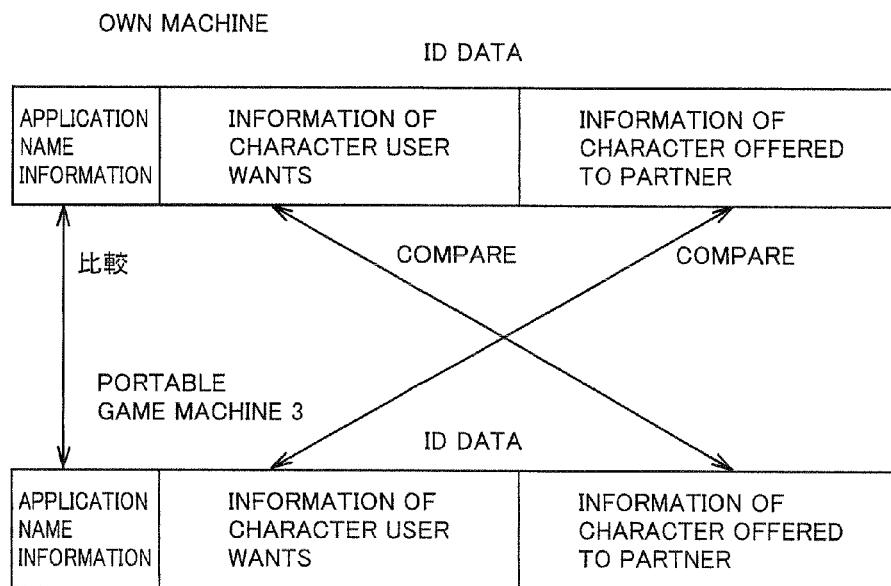 OWN MACHINE
ID DATA
APPLICATION
NAME
INFORMATION
INFORMATION OF
CHARACTER USER
WANTS
INFORMATION OF
CHARACTER OFFERED
TO PARTNER
比較
COMPARE
COMPARE
PORTABLE
GAME MACHINE 3
ID DATA
APPLICATION
NAME
INFORMATION
INFORMATION OF
CHARACTER USER
WANTS
INFORMATION OF
CHARACTER OFFERED
TO PARTNER